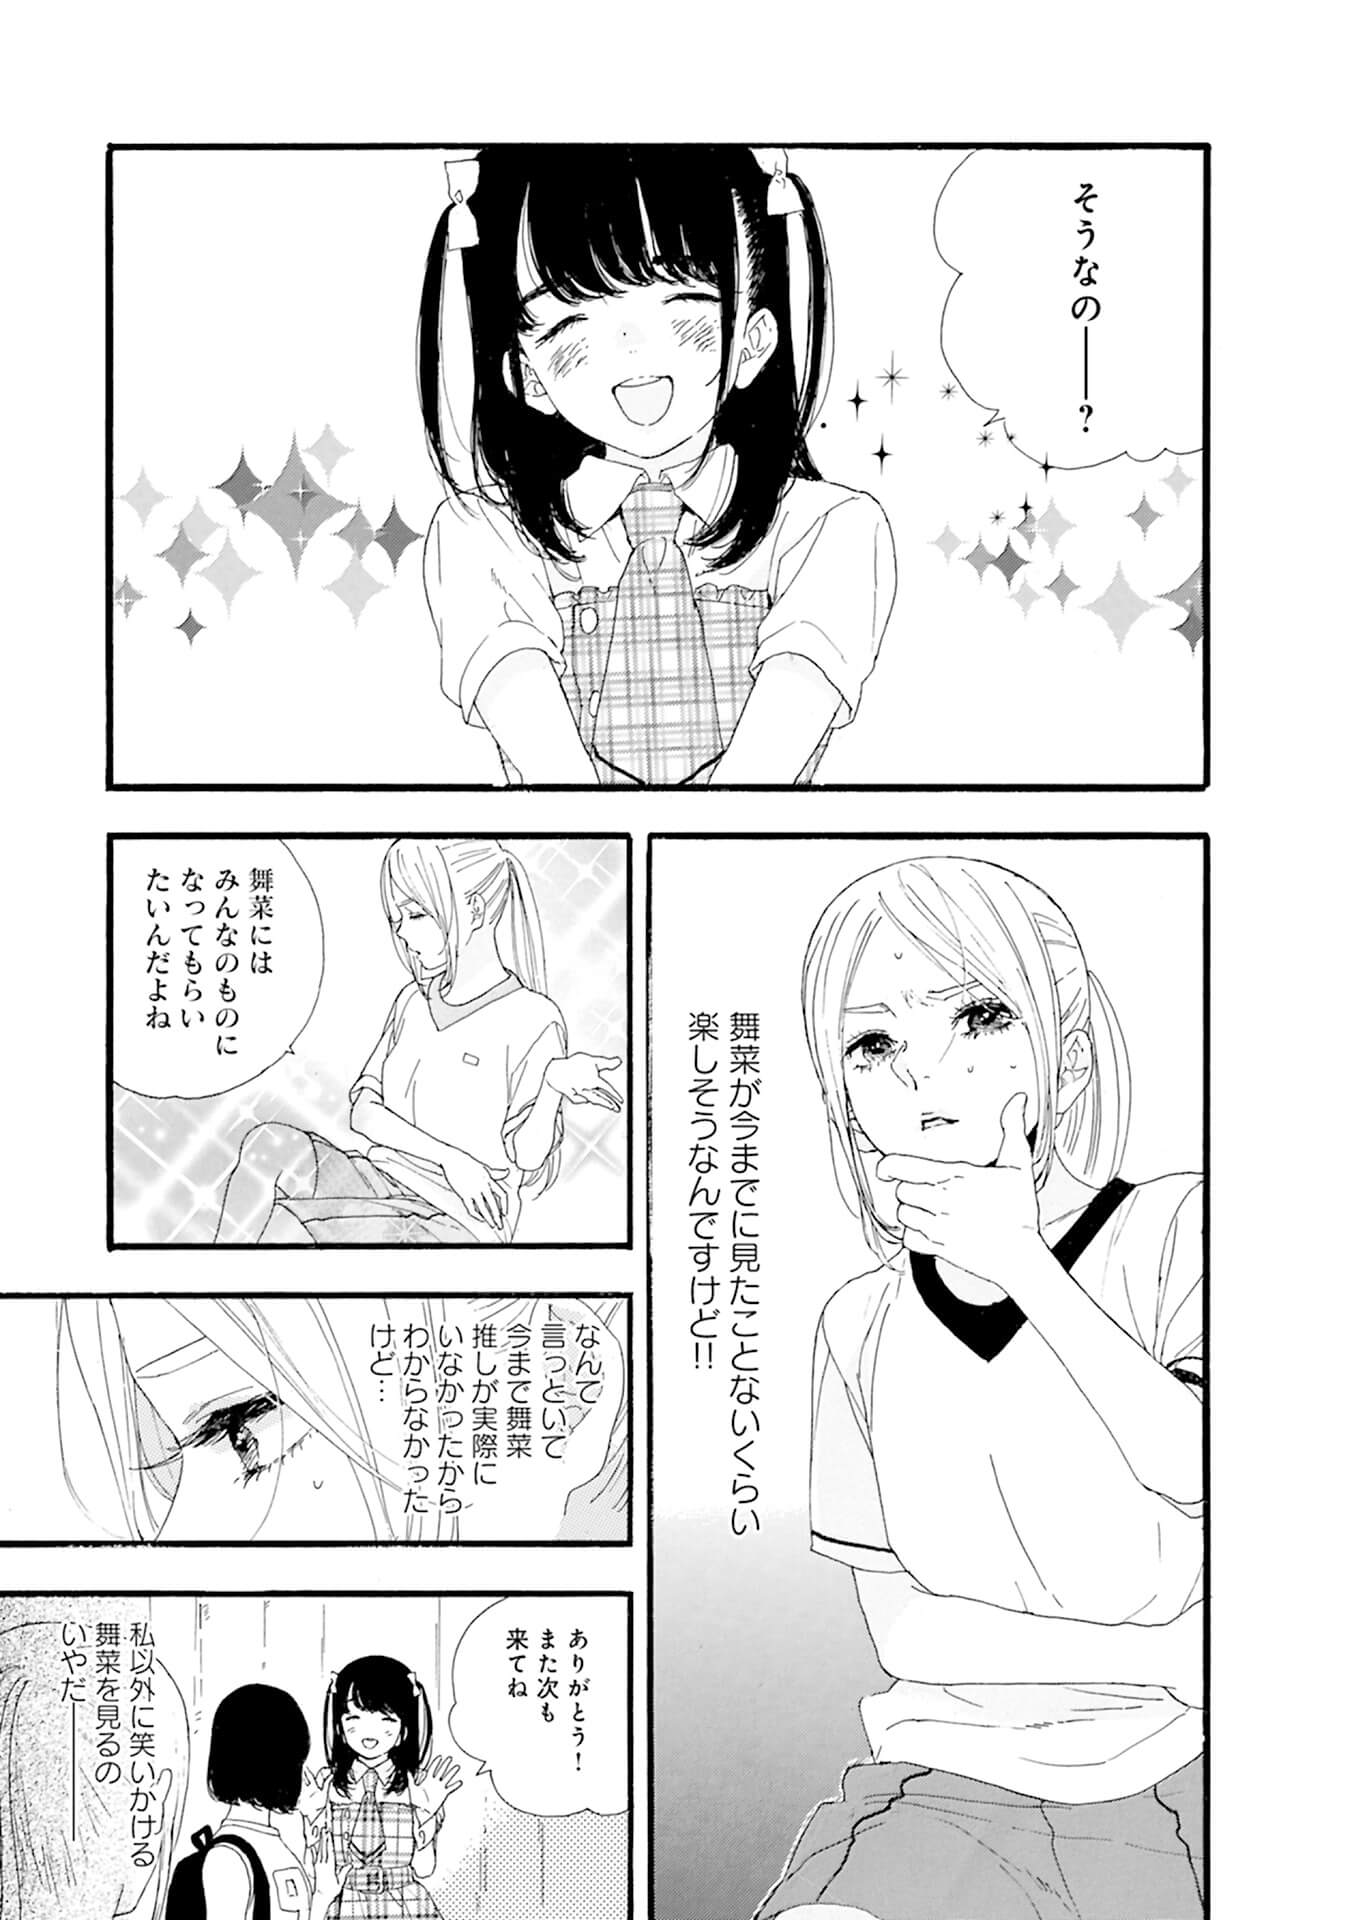 そうなの――?
舞菜が今までに見たことないくらい
楽しそうなんですけど!!
舞菜には
みんなのものに
なってもらい
たいんだよね
なんて
言っといて
今まで舞菜
推しが実際に
いなかったから
わからなかった
けど…
ありがとう!
また次も
来てね
私以外に笑いかける
舞菜を見るの
いやだ――